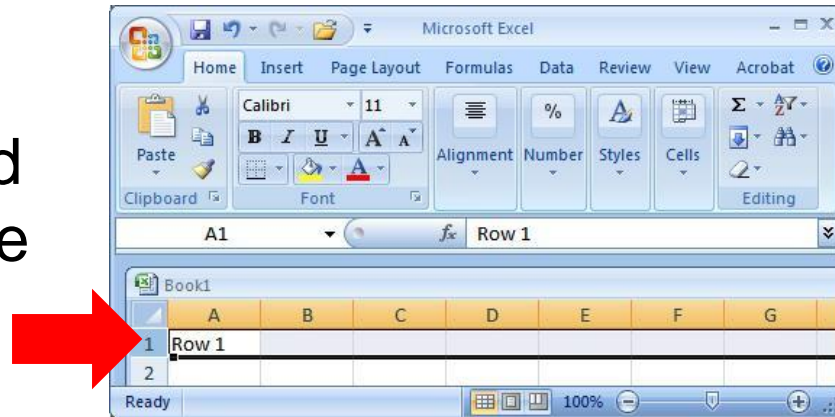 Microsoft Excel
Home Insert Page Layout Formulas Data Review View Acrobat
Calibri 11 % A
B I U A A
Paste Alignment Number Styles Cells Σ A Z
A
Clipboard Font Editing
d
e
A1 fx Row 1
Book1
A B C D E F G
1 Row 1
2
Ready 100%